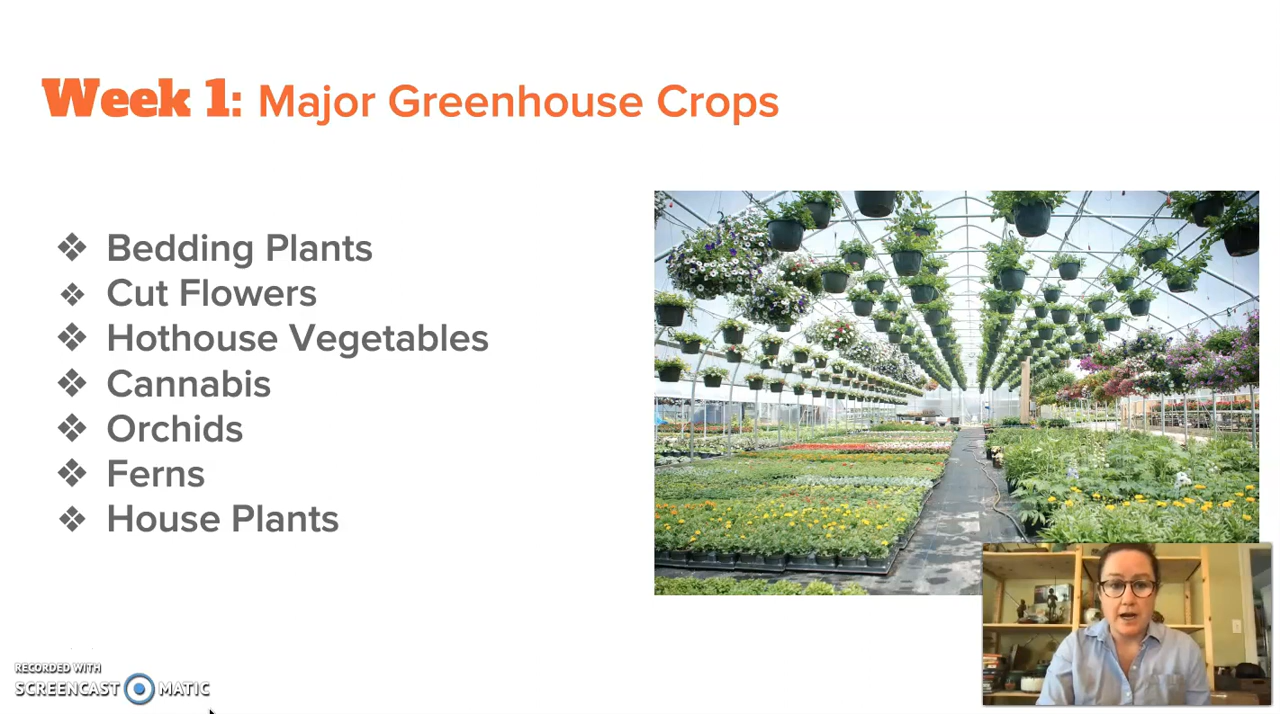 Week 1: Major Greenhouse Crops
❖ Bedding Plants
❖ Cut Flowers
❖ Hothouse Vegetables
❖ Cannabis
❖ Orchids
❖ Ferns
❖ House Plants
RECORDED WITH
SCREENCAST MATIC